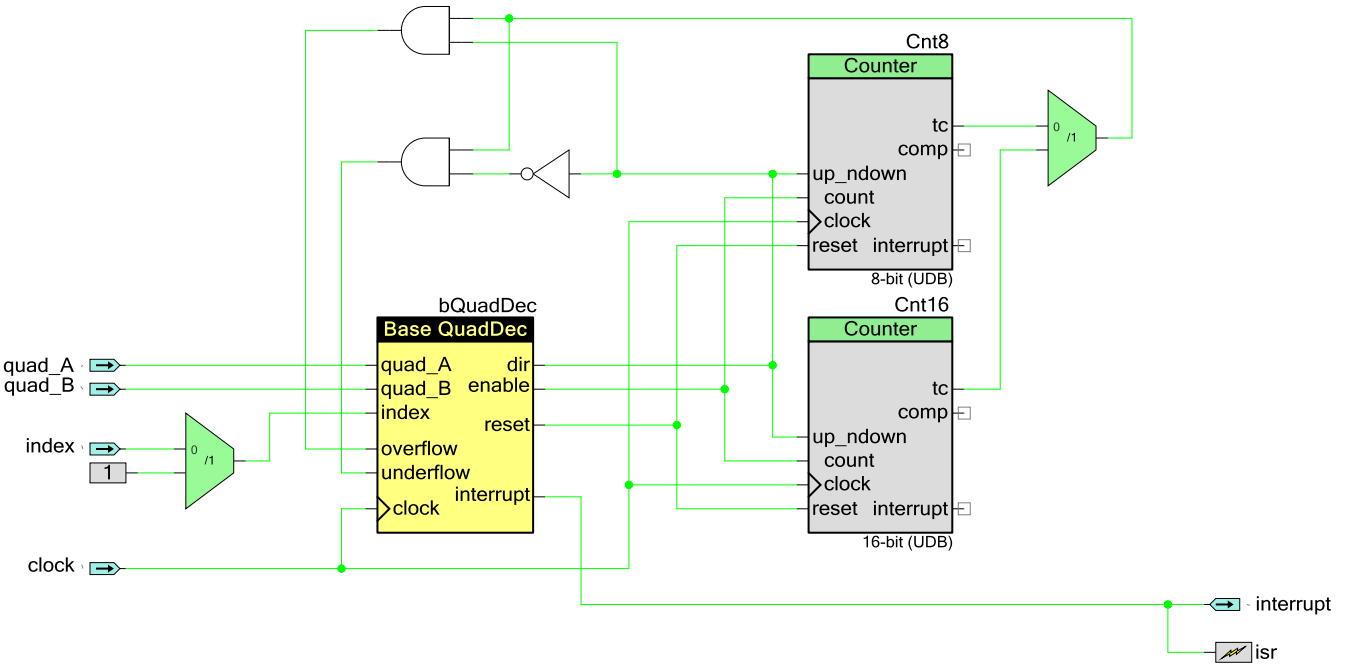 Cnt8
Counter
tc
comp
up_ndown
count
clock
reset interrupt
8-bit (UDB)
0
/1
bQuadDec
Base QuadDec
quad_A
quad_B
index
overflow
underflow
clock
dir
enable
reset
interrupt
Cnt16
Counter
tc
comp
up_ndown
count
clock
reset interrupt
16-bit (UDB)
quad_A
quad_B
index
1
0
/1
clock
interrupt
isr